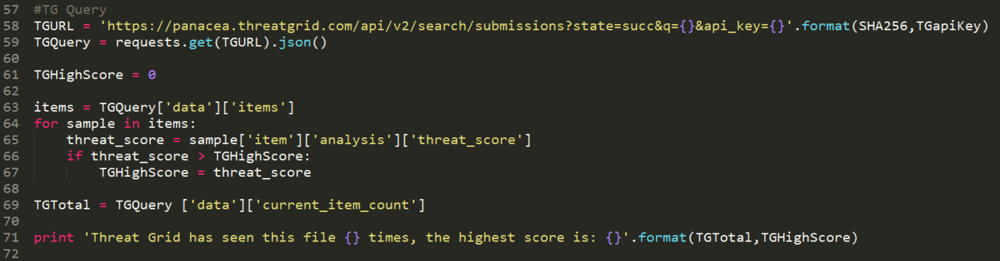 57 #TG Query
58 TGURL = 'https://panacea.threatgrid.com/api/v2/search/submissions?state=succ&q={}&api_key={}'.format(SHA256,TGapiKey)
59 TGQuery = requests.get(TGURL).json()
60
61 TGHighScore = 0
62
63 items = TGQuery['data']['items']
64 for sample in items:
65     threat_score = sample['item']['analysis']['threat_score']
66     if threat_score > TGHighScore:
67         TGHighScore = threat_score
68
69 TGTotal = TGQuery ['data']['current_item_count']
70
71 print 'Threat Grid has seen this file {} times, the highest score is: {}'.format(TGTotal,TGHighScore)
72